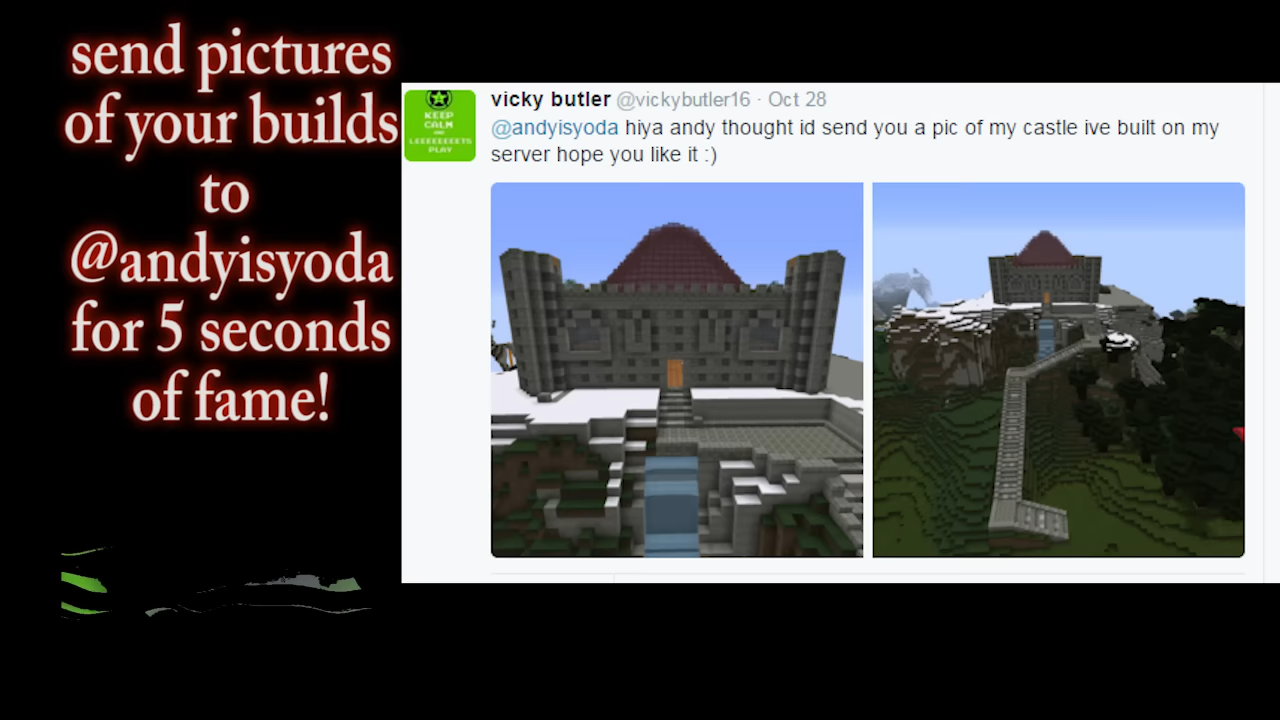 send pictures
of your builds
to
@andyisyoda
for 5 seconds
of fame!
vicky butler @vickybutler16 · Oct 28
@andyisyoda hiya andy thought id send you a pic of my castle ive built on my
server hope you like it :)
KEEP
CALM
AND
LEEEEEEEETS
PLAY